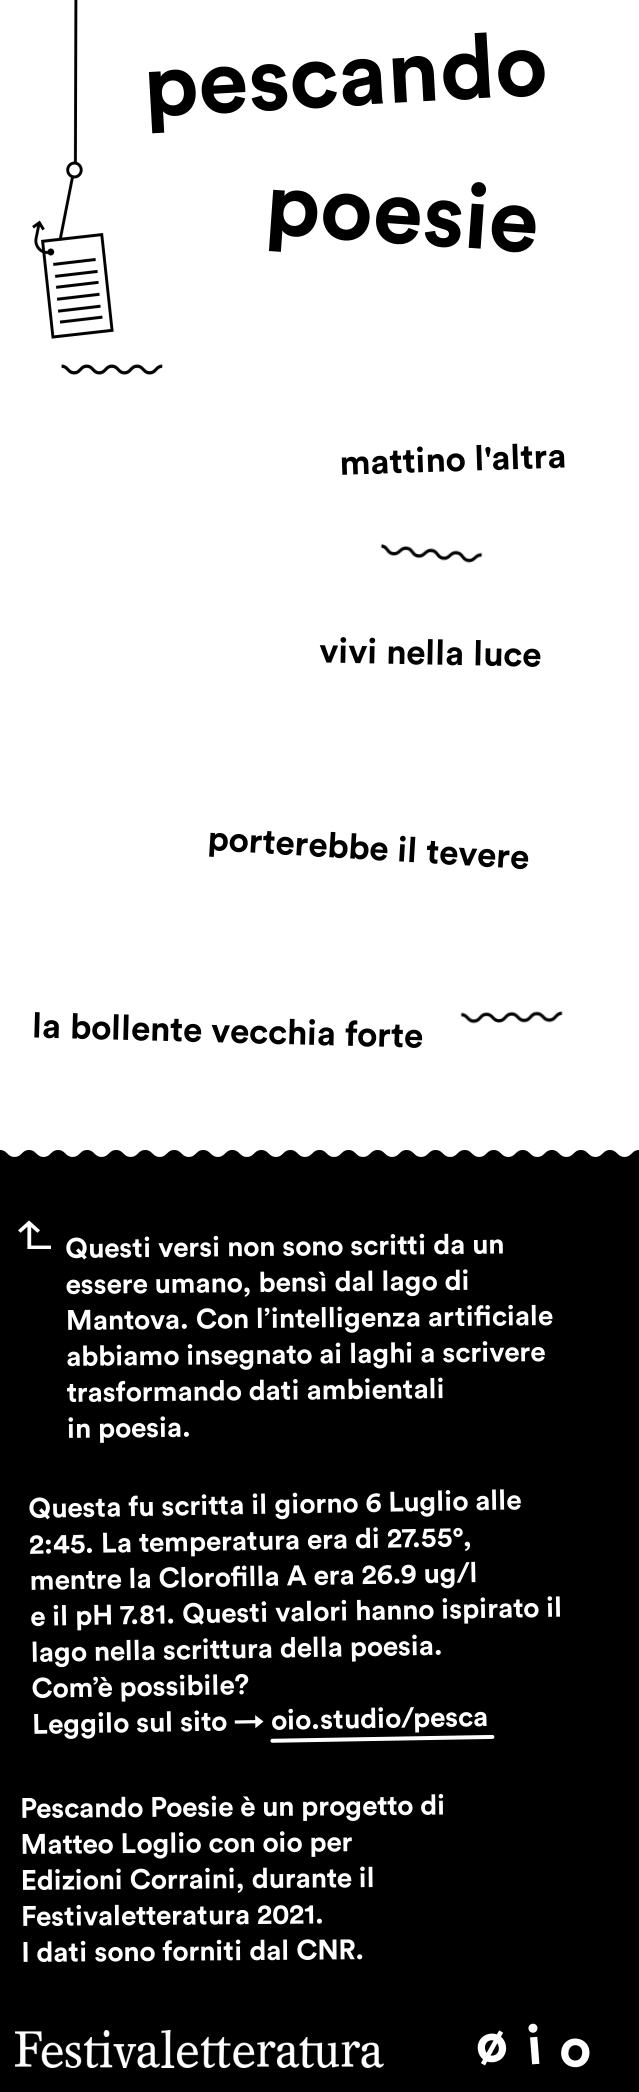 pescando
poesie
mattino l'altra
vivi nella luce
porterebbe il tevere
la bollente vecchia forte
Questi versi non sono scritti da un
essere umano, bensì dal lago di
Mantova. Con l’intelligenza artificiale
abbiamo insegnato ai laghi a scrivere
trasformando dati ambientali
in poesia.
Questa fu scritta il giorno 6 Luglio alle
2:45. La temperatura era di 27.55°,
mentre la Clorofilla A era 26.9 ug/l
e il pH 7.81. Questi valori hanno ispirato il
lago nella scrittura della poesia.
Com’è possibile?
Leggilo sul sito → oio.studio/pesca
Pescando Poesie è un progetto di
Matteo Loglio con oio per
Edizioni Corraini, durante il
Festivaletteratura 2021.
I dati sono forniti dal CNR.
Festivaletteratura øio